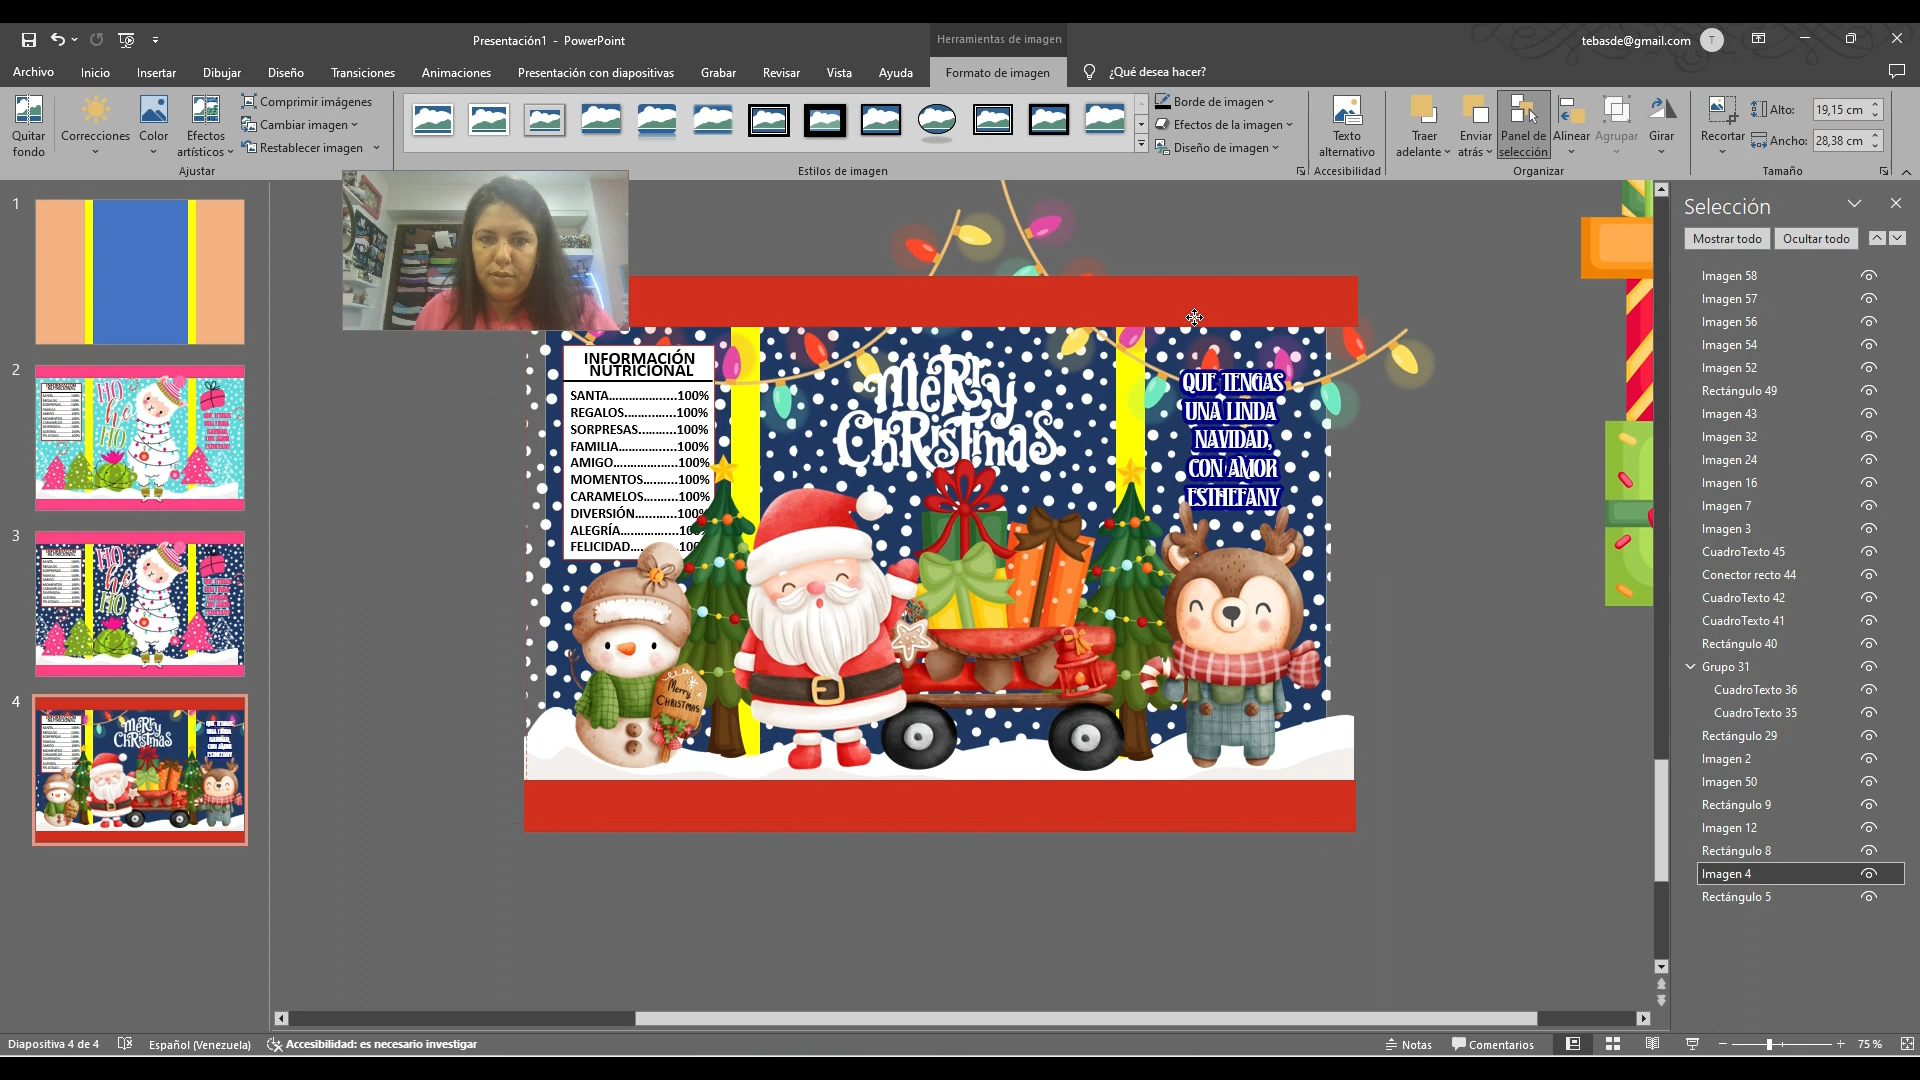 Presentación1 - PowerPoint
Herramientas de imagen
tebasde@gmail.com
T
Archivo
Inicio
Insertar
Dibujar
Diseño
Transiciones
Animaciones
Presentación con diapositivas
Grabar
Revisar
Vista
Ayuda
Formato de imagen
¿Qué desea hacer?
Quitar fondo
Correcciones
Color
Efectos artísticos
Comprimir imágenes
Cambiar imagen
Restablecer imagen
Ajustar
Estilos de imagen
Borde de imagen
Efectos de la imagen
Diseño de imagen
Texto alternativo
Accesibilidad
Traer adelante
Enviar atrás
Panel de selección
Alinear
Agrupar
Girar
Organizar
Recortar
Alto:
19,15 cm
Ancho:
28,38 cm
Tamaño
1
2
3
4
INFORMACIÓN
NUTRICIONAL
SANTA...................100%
REGALOS...............100%
SORPRESAS...........100%
FAMILIA..................100%
AMIGO..................100%
MOMENTOS..........100%
CARAMELOS..........100%
DIVERSIÓN............100%
ALEGRÍA................100
FELICIDAD....
100
Merry
Christmas
QUE TENGAS
UNA LINDA
NAVIDAD,
CON AMOR
ESTHEFANY
Merry
CHRISTMAS
Selección
Mostrar todo
Ocultar todo
Imagen 58
Imagen 57
Imagen 56
Imagen 54
Imagen 52
Rectángulo 49
Imagen 43
Imagen 32
Imagen 24
Imagen 16
Imagen 7
Imagen 3
CuadroTexto 45
Conector recto 44
CuadroTexto 42
CuadroTexto 41
Rectángulo 40
Grupo 31
CuadroTexto 36
CuadroTexto 35
Rectángulo 29
Imagen 2
Imagen 50
Rectángulo 9
Imagen 12
Rectángulo 8
Imagen 4
Rectángulo 5
Diapositiva 4 de 4
Español (Venezuela)
Accesibilidad: es necesario investigar
Notas
Comentarios
75 %